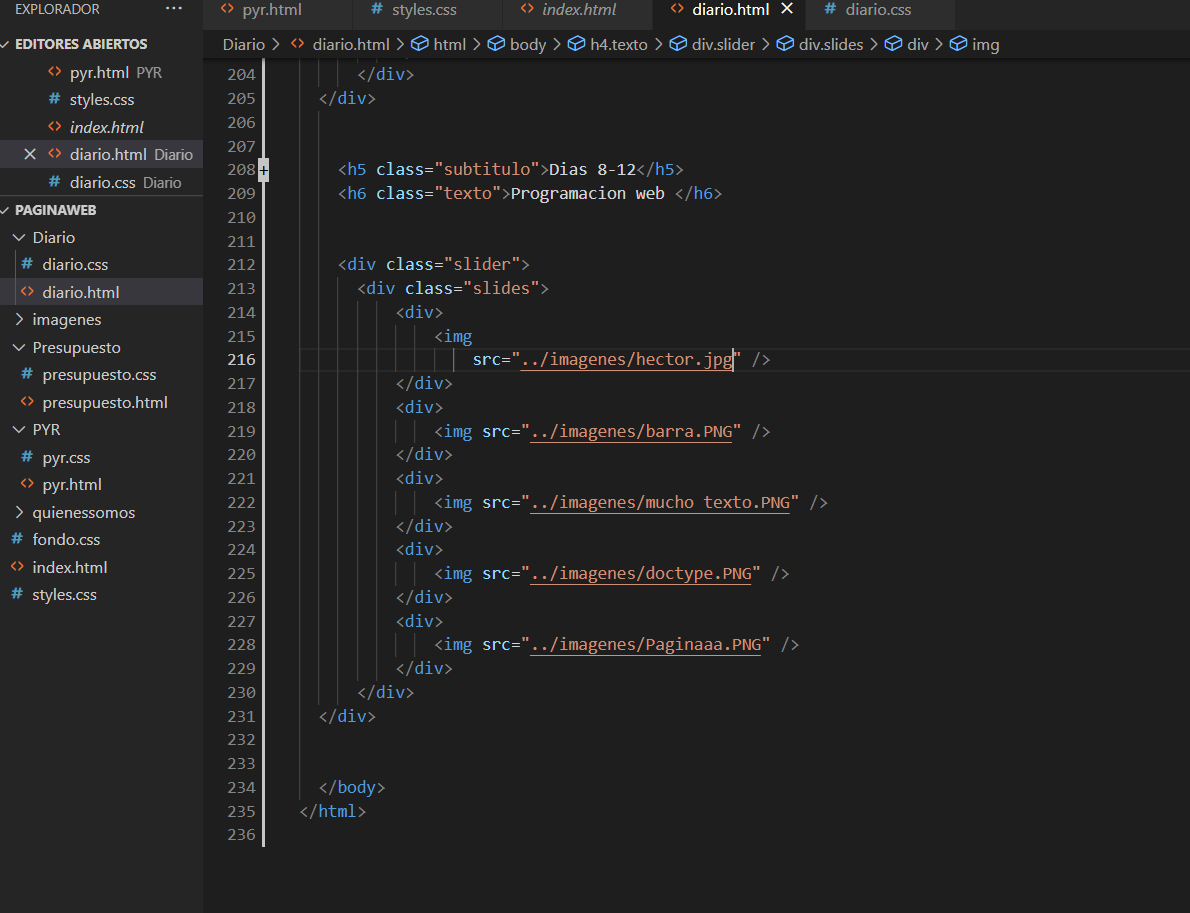 EXPLORADOR ···
EDITORES ABIERTOS
pyr.html PYR
styles.css
index.html
diario.html Diario
diario.css Diario
PAGINAWEB
Diario
diario.css
diario.html
imagenes
Presupuesto
presupuesto.css
presupuesto.html
PYR
pyr.css
pyr.html
quienessomos
fondo.css
index.html
styles.css
pyr.html styles.css index.html diario.html diario.css
Diario > diario.html > html > body > h4.texto > div.slider > div.slides > div > img
204 </div>
205 </div>
206
207
208 <h5 class="subtitulo">Dias 8-12</h5>
209 <h6 class="texto">Programacion web </h6>
210
211
212 <div class="slider">
213 <div class="slides">
214 <div>
215 <img
216 src="../imagenes/hector.jpg" />
217 </div>
218 <div>
219 <img src="../imagenes/barra.PNG" />
220 </div>
221 <div>
222 <img src="../imagenes/mucho texto.PNG" />
223 </div>
224 <div>
225 <img src="../imagenes/doctype.PNG" />
226 </div>
227 <div>
228 <img src="../imagenes/Paginaaa.PNG" />
229 </div>
230 </div>
231 </div>
232
233
234 </body>
235 </html>
236